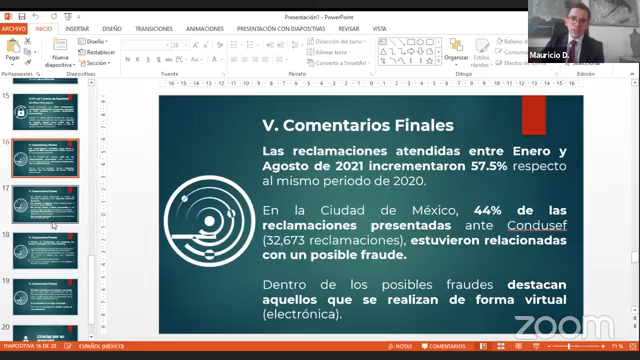 Presentación1 - PowerPoint
ARCHIVO INICIO INSERTAR DISEÑO TRANSICIONES ANIMACIONES PRESENTACIÓN CON DIAPOSITIVAS REVISAR VISTA
Pegar
Nueva diapositiva
Diseño
Restablecer
Sección
Dirección del texto
Alinear texto
Convertir a SmartArt
Organizar
Estilos rápidos
Portapapeles
Diapositivas
Fuente
Párrafo
Dibujo
Mauricio D.
15
16
17
18
19
20
V. Comentarios Finales
Las reclamaciones atendidas entre Enero y
Agosto de 2021 incrementaron 57.5% respecto
al mismo periodo de 2020.
En la Ciudad de México, 44% de las
reclamaciones presentadas ante Condusef
(32,673 reclamaciones), estuvieron relacionadas
con un posible fraude.
Dentro de los posibles fraudes destacan
aquellos que se realizan de forma virtual
(electrónica).
zoom
DIAPOSITIVA 16 DE 20 ESPAÑOL (MÉXICO) NOTAS COMENTARIOS 71 %